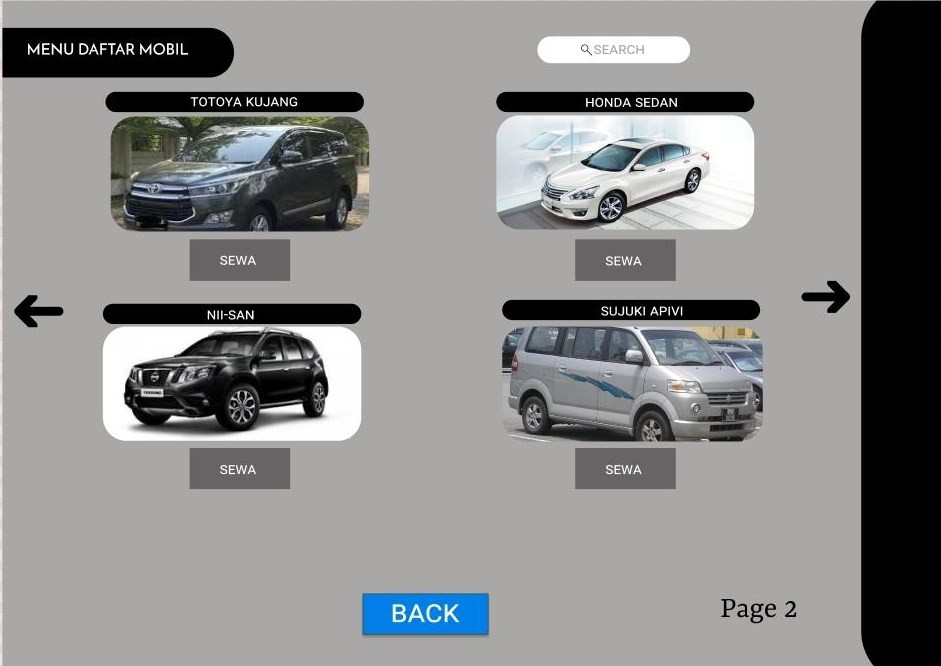 MENU DAFTAR MOBIL
SEARCH
TOTOYA KUJANG
HONDA SEDAN
SEWA
SEWA
NII-SAN
SUJUKI APIVI
TERRANO
SEWA
SEWA
BACK
Page 2